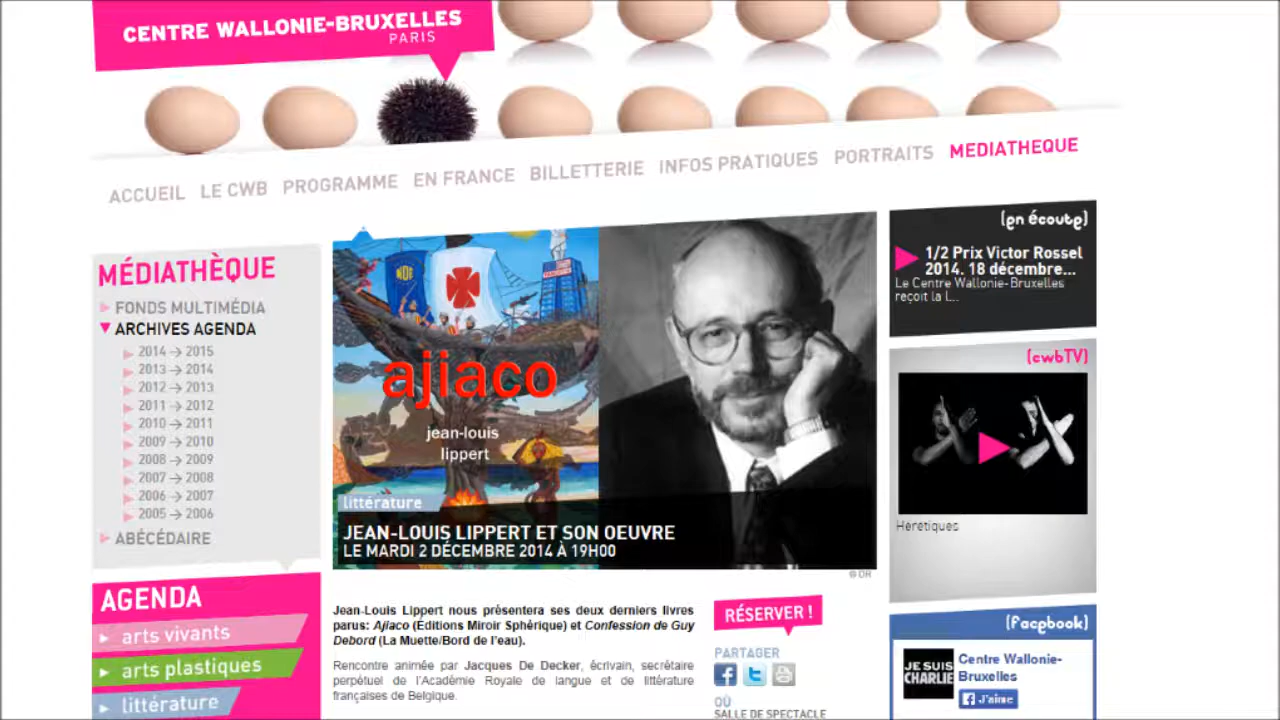 CENTRE WALLONIE-BRUXELLES
PARIS
ACCUEIL LE CWB PROGRAMME EN FRANCE BILLETTERIE INFOS PRATIQUES PORTRAITS MEDIATHEQUE
MÉDIATHÈQUE
FONDS MULTIMÉDIA
ARCHIVES AGENDA
2014 → 2015
2013 → 2014
2012 → 2013
2011 → 2012
2010 → 2011
2009 → 2010
2008 → 2009
2007 → 2008
2006 → 2007
2005 → 2006
ABÉCÉDAIRE
AGENDA
arts vivants
arts plastiques
littérature
NDE
ajiaco
jean-louis
lippert
littérature
JEAN-LOUIS LIPPERT ET SON OEUVRE
LE MARDI 2 DÉCEMBRE 2014 À 19H00
© DR
Jean-Louis Lippert nous présentera ses deux derniers livres
parus: Ajiaco (Éditions Miroir Sphérique) et Confession de Guy
Debord (La Muette/Bord de l'eau).
Rencontre animée par Jacques De Decker, écrivain, secrétaire
perpétuel de l'Académie Royale de langue et de littérature
françaises de Belgique.
RÉSERVER !
PARTAGER
OÙ
SALLE DE SPECTACLE
(en écoute)
1/2 Prix Victor Rossel
2014. 18 décembre...
Le Centre Wallonie-Bruxelles
reçoit la l...
(cwbTV)
Hérétiques
(facebook)
JE SUIS
CHARLIE
Centre Wallonie-
Bruxelles
J'aime